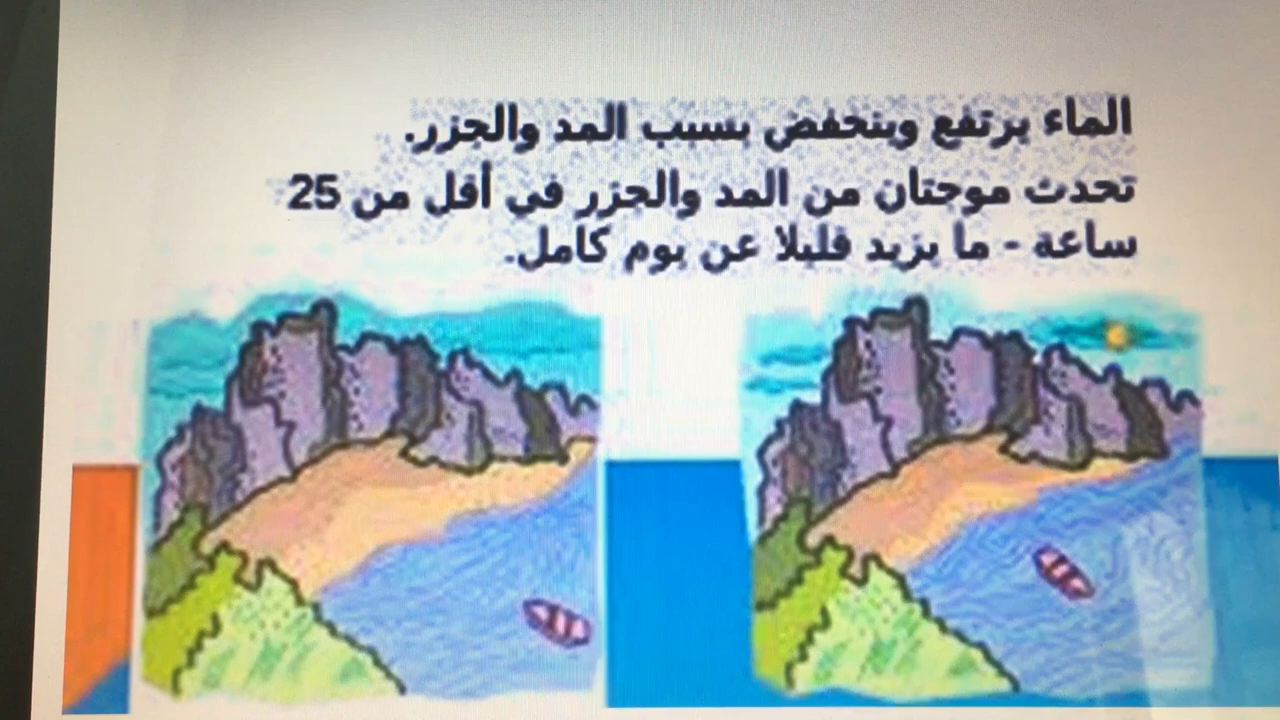 الماء يرتفع وينخفض بسبب المد والجزر.
تحدث موجتان من المد والجزر في أقل من 25
ساعة - ما يزيد قليلا عن يوم كامل.